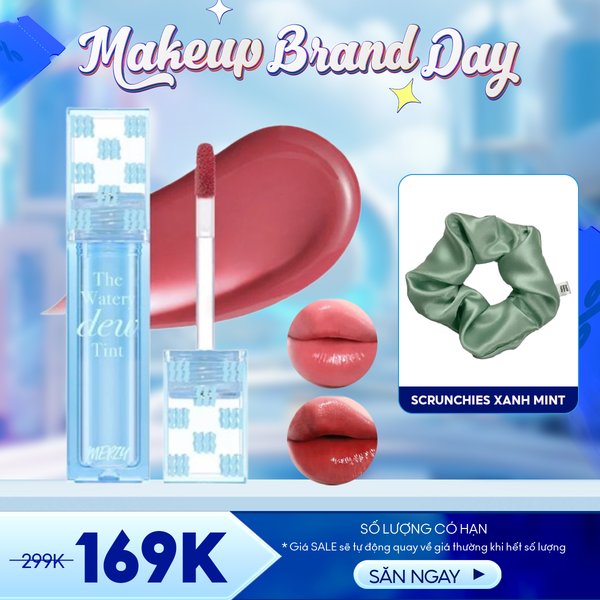 Makeup Brand Day
The
Watery
dew
Tint
MERZY
SCRUNCHIES XANH MINT
299K
169K
SỐ LƯỢNG CÓ HẠN
* Giá SALE sẽ tự động quay về giá thường khi hết số lượng
SĂN NGAY